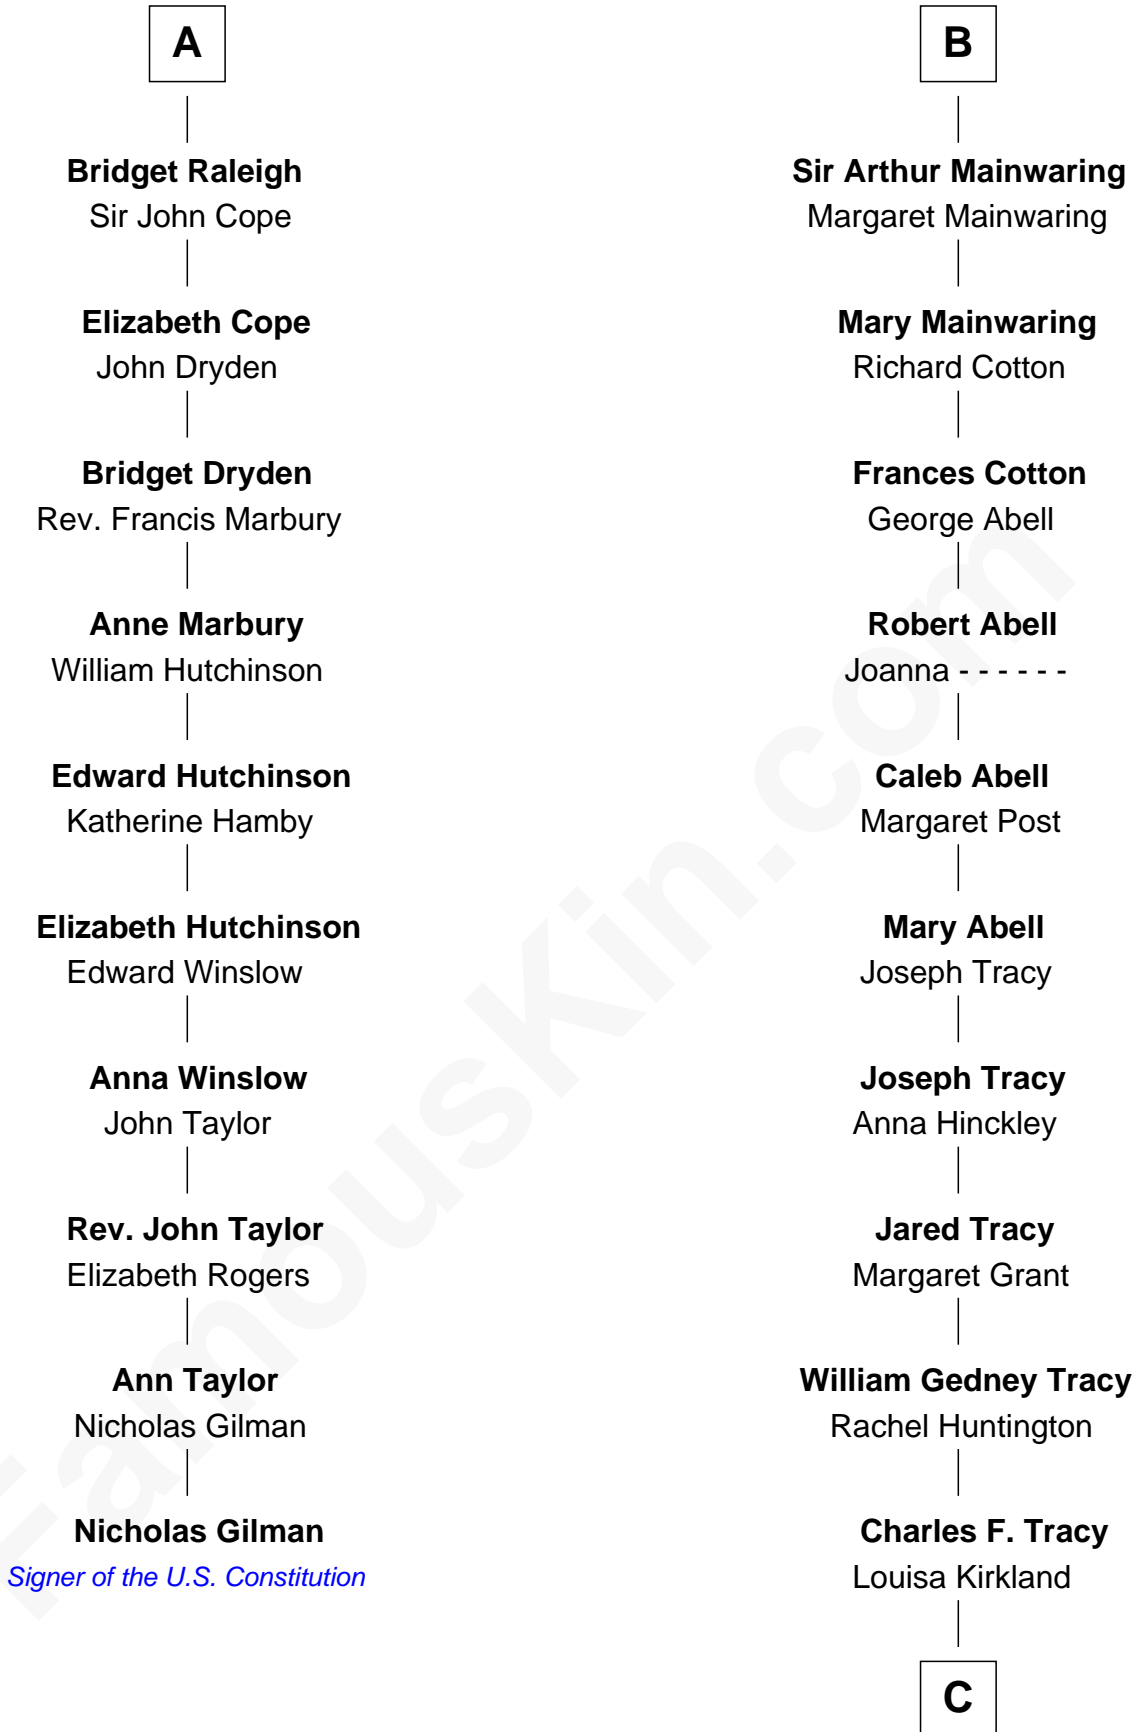 A
Bridget Raleigh
Sir John Cope
Elizabeth Cope
John Dryden
Bridget Dryden
Rev. Francis Marbury
Anne Marbury
William Hutchinson
Edward Hutchinson
Katherine Hamby
Elizabeth Hutchinson
Edward Winslow
Anna Winslow
John Taylor
Rev. John Taylor
Elizabeth Rogers
Ann Taylor
Nicholas Gilman
Nicholas Gilman
Signer of the U.S. Constitution
B
Sir Arthur Mainwaring
Margaret Mainwaring
Mary Mainwaring
Richard Cotton
Frances Cotton
George Abell
Robert Abell
Joanna - - - - - -
Caleb Abell
Margaret Post
Mary Abell
Joseph Tracy
Joseph Tracy
Anna Hinckley
Jared Tracy
Margaret Grant
William Gedney Tracy
Rachel Huntington
Charles F. Tracy
Louisa Kirkland
C
FamousKin.com